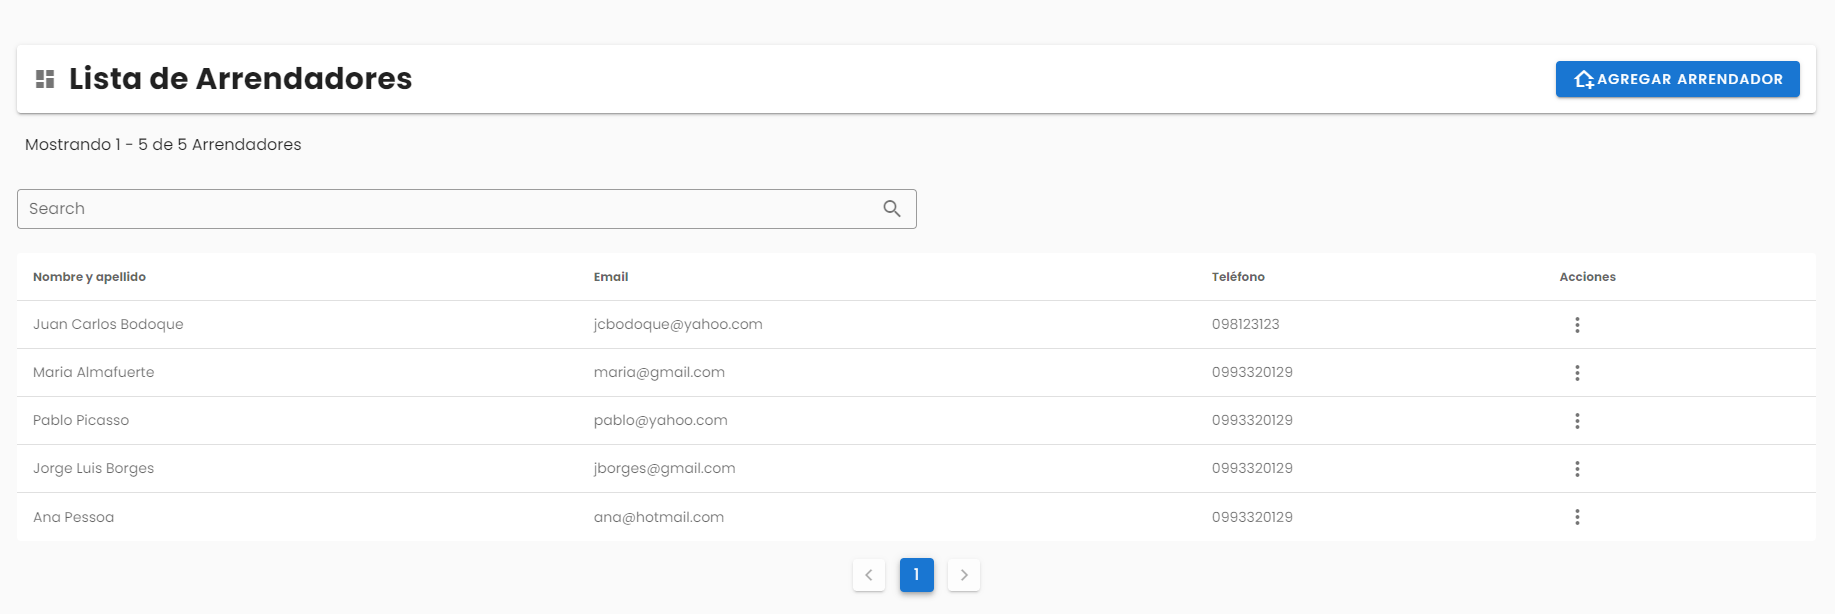 Lista de Arrendadores
AGREGAR ARRENDADOR
Mostrando 1 - 5 de 5 Arrendadores
Search
Nombre y apellido Email Teléfono Acciones
Juan Carlos Bodoque jcbodoque@yahoo.com 098123123
Maria Almafuerte maria@gmail.com 0993320129
Pablo Picasso pablo@yahoo.com 0993320129
Jorge Luis Borges jborges@gmail.com 0993320129
Ana Pessoa ana@hotmail.com 0993320129
1